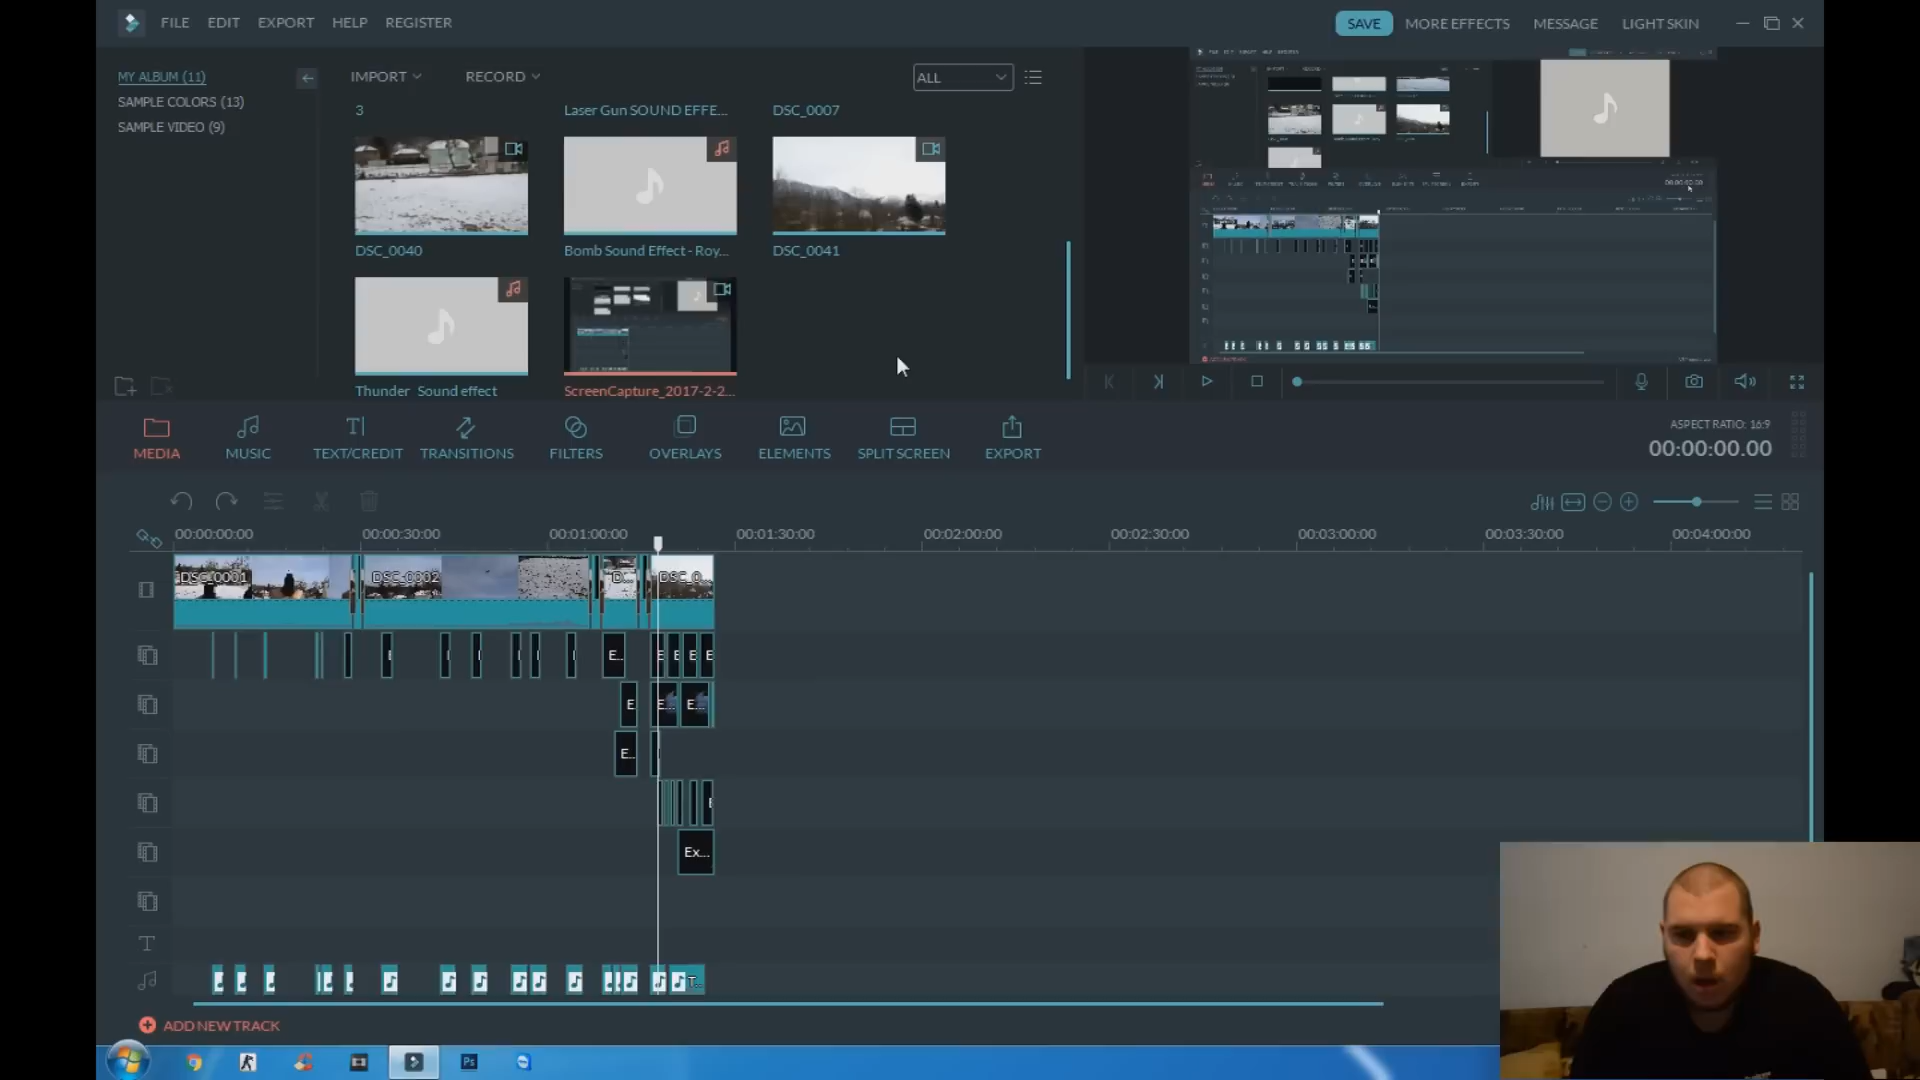 FILE EDIT EXPORT HELP REGISTER
SAVE MORE EFFECTS MESSAGE LIGHT SKIN
MY ALBUM (11)
SAMPLE COLORS (13)
SAMPLE VIDEO (9)
IMPORT RECORD ALL
3 Laser Gun SOUND EFFE... DSC_0007
DSC_0040 Bomb Sound Effect - Roy... DSC_0041
Thunder Sound effect ScreenCapture_2017-2-2...
MEDIA MUSIC TEXT/CREDIT TRANSITIONS FILTERS OVERLAYS ELEMENTS SPLIT SCREEN EXPORT
ASPECT RATIO: 16:9
00:00:00.00
00:00:00:00 00:00:30:00 00:01:00:00 00:01:30:00 00:02:00:00 00:02:30:00 00:03:00:00 00:03:30:00 00:04:00:00
DSC_0001 DSC_0002 D... DSC_0...
E... E E E E
E E... E...
E...
Ex...
T
T...
ADD NEW TRACK
Ps